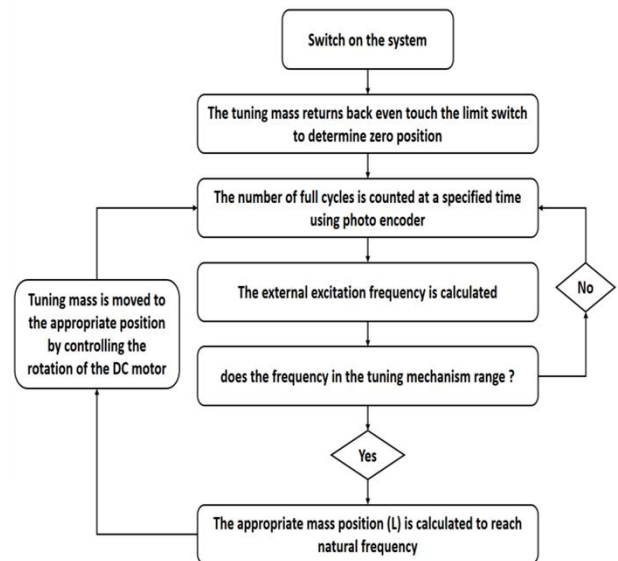 Switch on the system
The tuning mass returns back even touch the limit switch
to determine zero position
The number of full cycles is counted at a specified time
using photo encoder
The external excitation frequency is calculated
No
Tuning mass is moved to
the appropriate position
by controlling the
rotation of the DC motor
does the frequency in the tuning mechanism range ?
Yes
The appropriate mass position (L) is calculated to reach
natural frequency